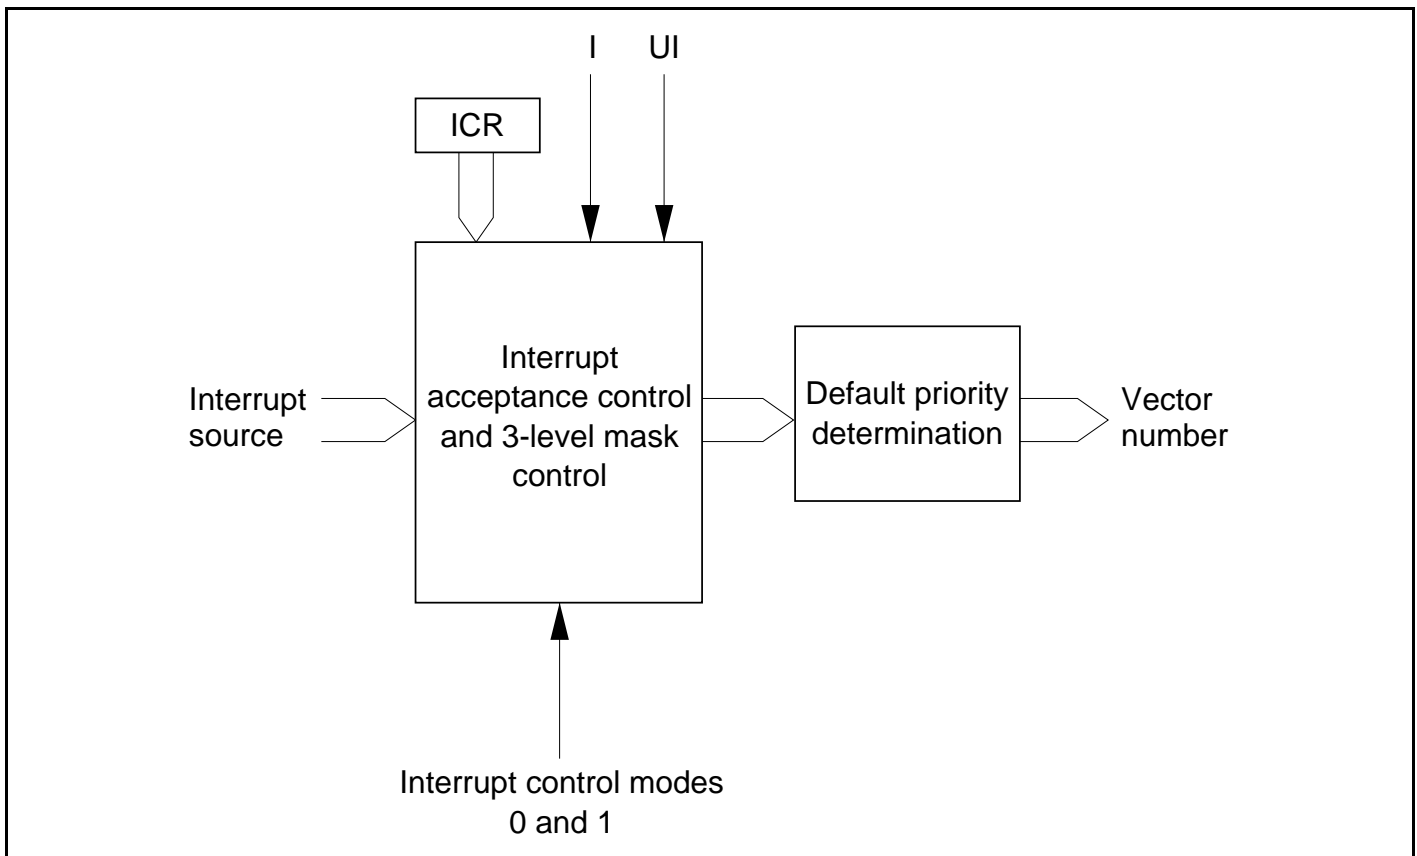 I UI
ICR
Interrupt
acceptance control
and 3-level mask
control
Interrupt
source
Default priority
determination
Vector
number
Interrupt control modes
0 and 1